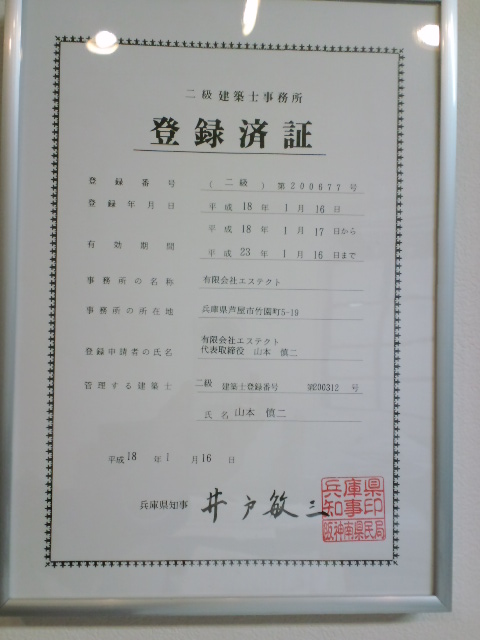 二級建築士事務所
登録済証
登録番号 (二級) 第200677号
登録年月日 平成18年1月16日
平成18年1月17日から
有効期間
平成23年1月16日まで
事務所の名称 有限会社エステクト
事務所の所在地 兵庫県芦屋市竹園町5-19
有限会社エステクト
登録申請者の氏名 代表取締役 山本 慎二
管理する建築士 二級 建築士登録番号 第200312号
氏名 山本 慎二
平成18年1月16日
兵庫県知事 井戸敏三
兵庫県
知事印
阪神南県民局